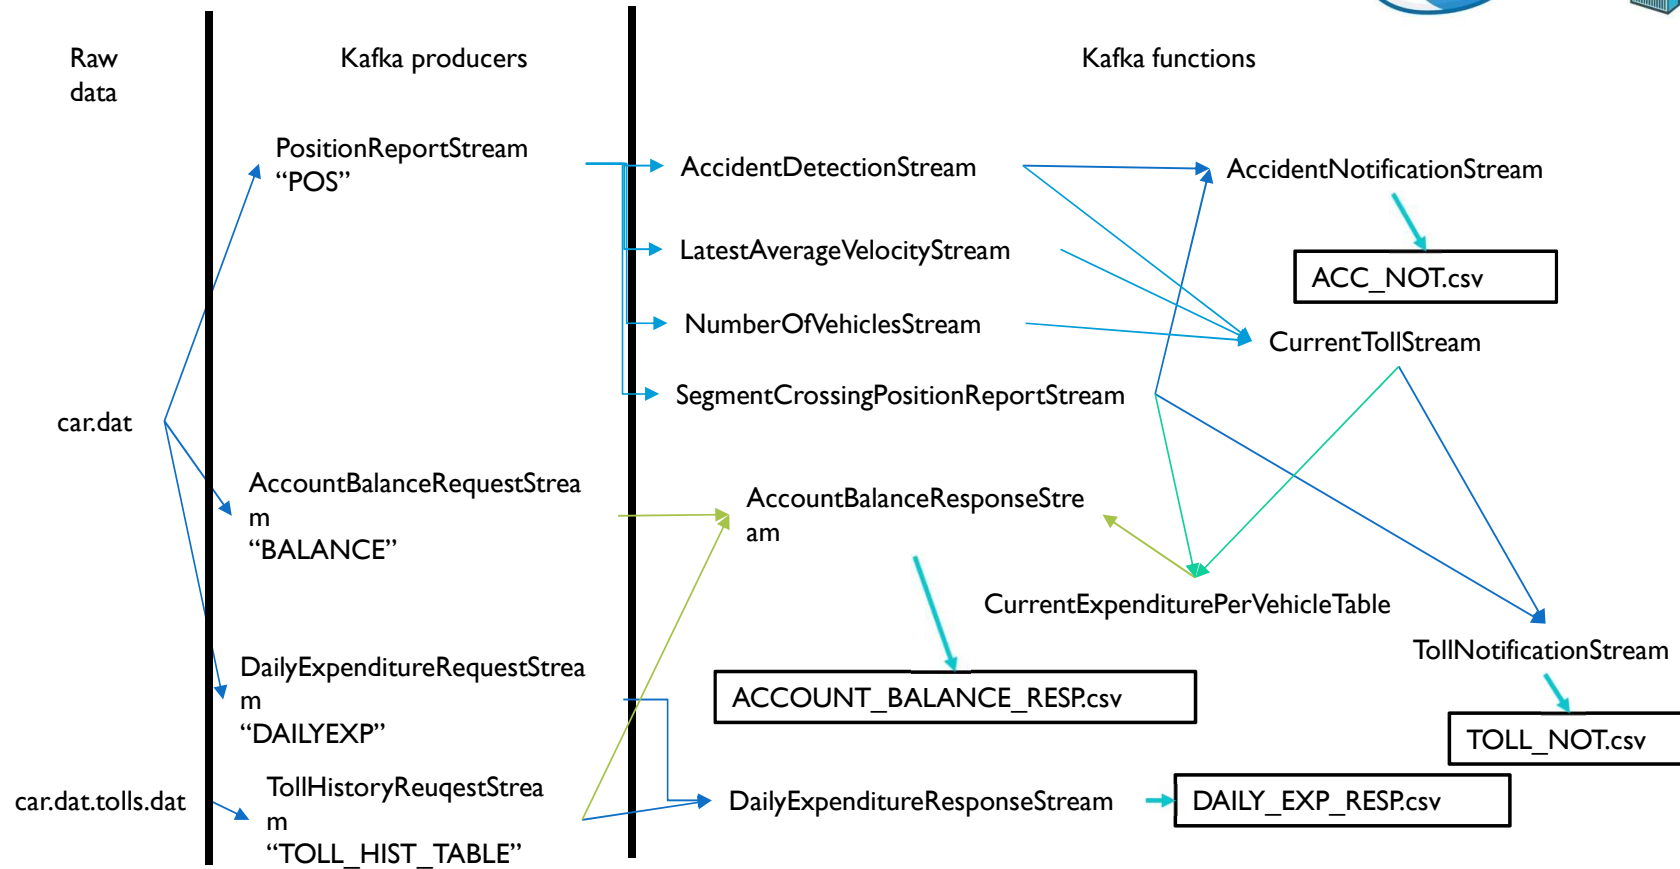 Raw
data
Kafka producers
Kafka functions
PositionReportStream
“POS”
AccidentDetectionStream
AccidentNotificationStream
LatestAverageVelocityStream
ACC_NOT.csv
NumberOfVehiclesStream
CurrentTollStream
SegmentCrossingPositionReportStream
car.dat
AccountBalanceRequestStrea
m
“BALANCE”
AccountBalanceResponseStre
am
CurrentExpenditurePerVehicleTable
TollNotificationStream
DailyExpenditureRequestStrea
m
“DAILYEXP”
ACCOUNT_BALANCE_RESP.csv
TOLL_NOT.csv
car.dat.tolls.dat
TollHistoryReuqestStrea
m
“TOLL_HIST_TABLE”
DailyExpenditureResponseStream
DAILY_EXP_RESP.csv